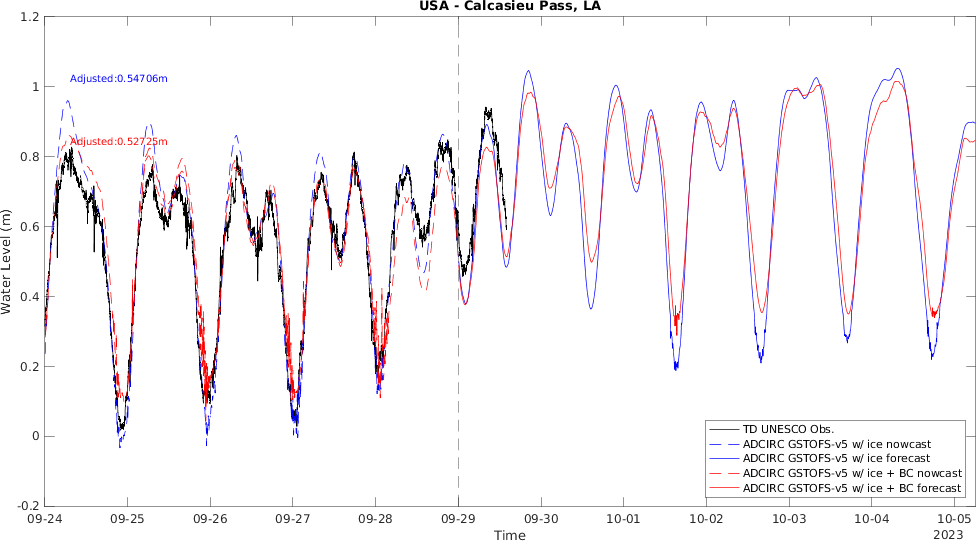 USA - Calcasieu Pass, LA
1.2
1
0.8
0.6
0.4
0.2
0
-0.2
Water Level (m)
Adjusted:0.54706m
Adjusted:0.52725m
TD UNESCO Obs.
ADCIRC GSTOFS-v5 w/ ice nowcast
ADCIRC GSTOFS-v5 w/ ice forecast
ADCIRC GSTOFS-v5 w/ ice + BC nowcast
ADCIRC GSTOFS-v5 w/ ice + BC forecast
09-24 09-25 09-26 09-27 09-28 09-29 09-30 10-01 10-02 10-03 10-04 10-05
Time
2023